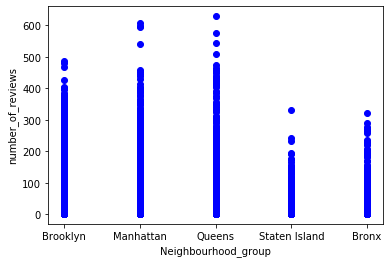 600
500
400
300
200
100
0
number_of_reviews
Brooklyn Manhattan Queens Staten Island Bronx
Neighbourhood_group